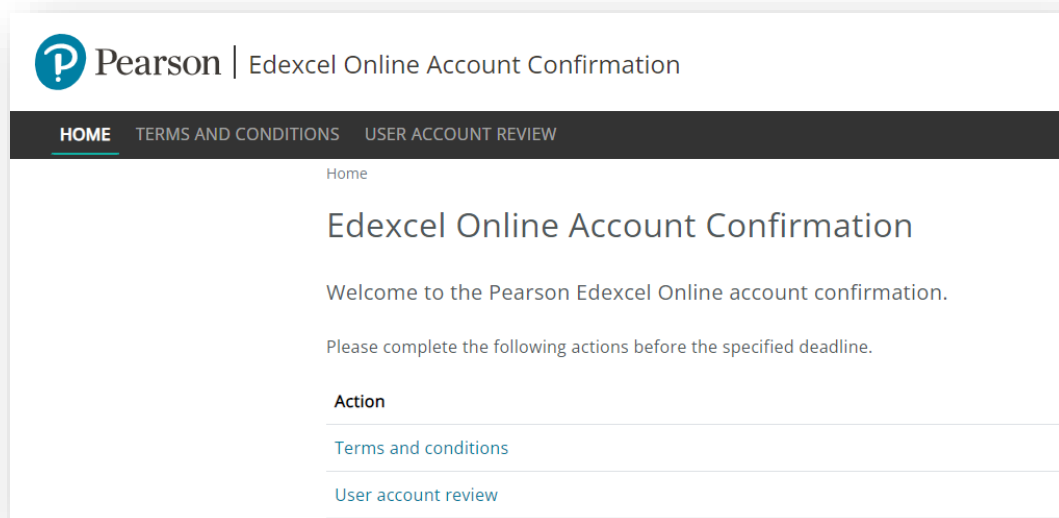 Pearson | Edexcel Online Account Confirmation
HOME TERMS AND CONDITIONS USER ACCOUNT REVIEW
Home
Edexcel Online Account Confirmation
Welcome to the Pearson Edexcel Online account confirmation.
Please complete the following actions before the specified deadline.
Action
Terms and conditions
User account review